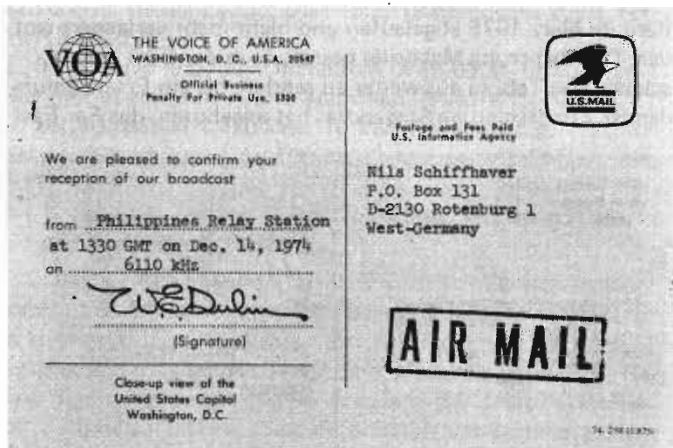 VOA
THE VOICE OF AMERICA
WASHINGTON, D. C., U.S.A. 20547
Official Business
Penalty For Private Use, $300
We are pleased to confirm your
reception of our broadcast
from Philippines Relay Station
at 1330 GMT on Dec. 14, 1974
on 6110 kHz
W E Dulin
(Signature)
Close-up view of the
United States Capitol
Washington, D.C.
U.S.MAIL
Postage and Fees Paid
U.S. Information Agency
Nils Schiffhaver
P.O. Box 131
D-2130 Rotenburg 1
West-Germany
AIR MAIL